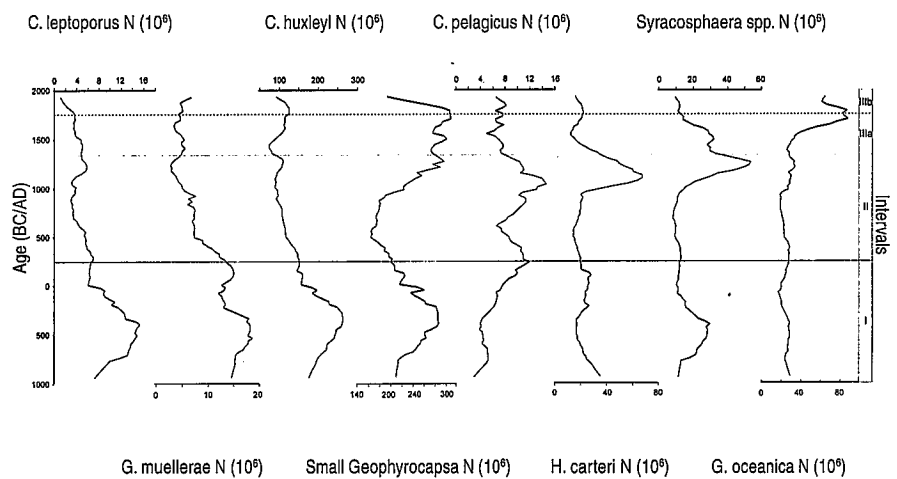 C. leptoporus N (10⁶) C. huxleyl N (10⁶) C. pelagicus N (10⁶) Syracosphaera spp. N (10⁶)
0 4 8 12 16 100 200 300 0 4 8 12 16 0 20 40 60
2000
1500
1000
500
0
500
1000
Age (BC/AD)
IIIb
IIIa
II
I
Intervals
0 10 20 140 200 240 300 0 40 80 0 40 80
G. muellerae N (10⁶) Small Geophyrocapsa N (10⁶) H. carteri N (10⁶) G. oceanica N (10⁶)